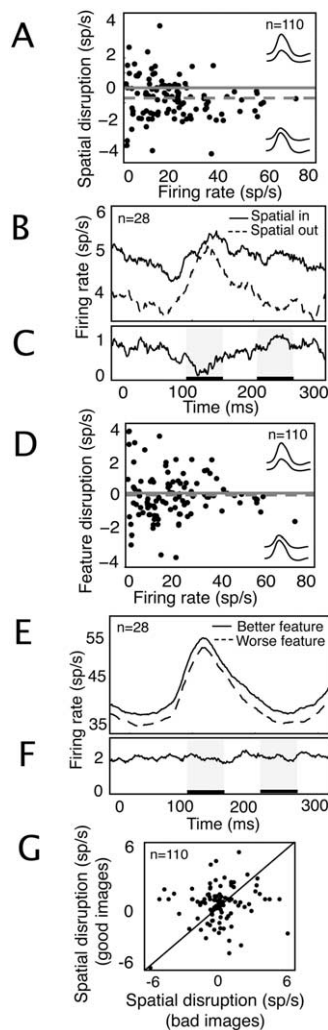 A
Spatial disruption (sp/s)
4
2
0
−2
−4
n=110
0 20 40 60 80
Firing rate (sp/s)
B
Firing rate (sp/s)
6
5
4
n=28
Spatial in
Spatial out
C
1
0
0 100 200 300
Time (ms)
D
Feature disruption (sp/s)
4
2
0
−2
−4
n=110
0 20 40 60 80
Firing rate (sp/s)
E
Firing rate (sp/s)
55
45
35
n=28
Better feature
Worse feature
F
2
0
0 100 200 300
Time (ms)
G
Spatial disruption (sp/s)
(good images)
6
0
-6
n=110
-6 0 6
Spatial disruption (sp/s)
(bad images)